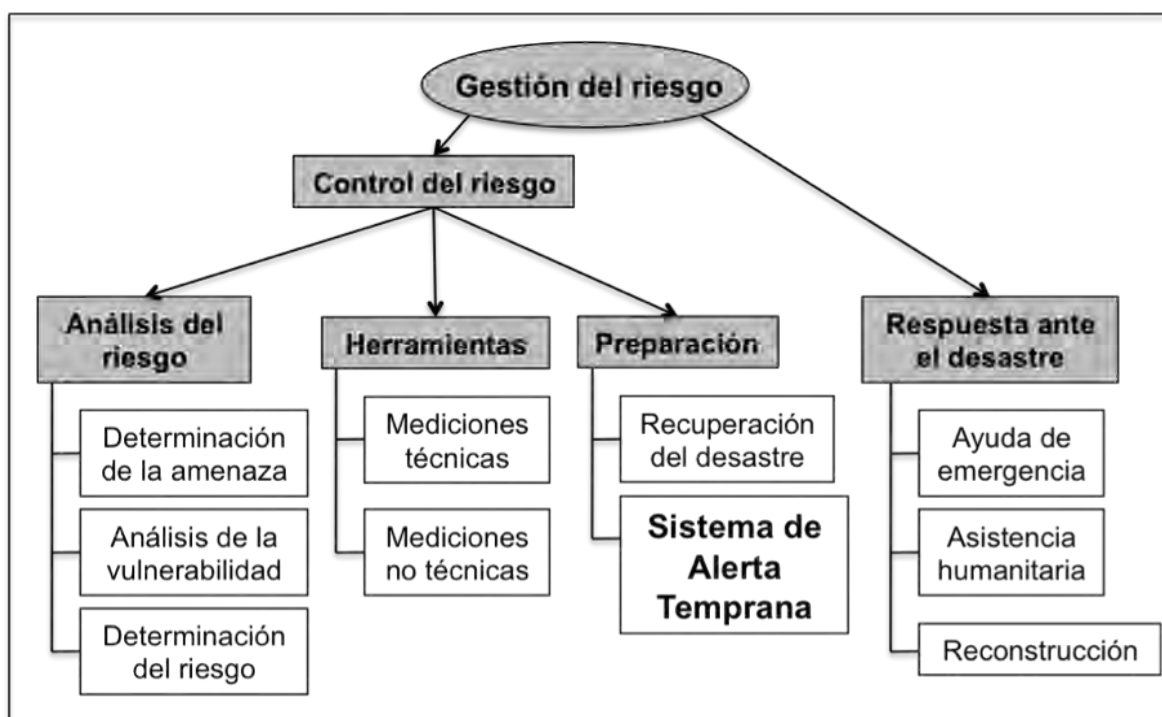 Gestión del riesgo
Control del riesgo
Análisis del
riesgo
Determinación
de la amenaza
Análisis de la
vulnerabilidad
Determinación
del riesgo
Herramientas
Mediciones
técnicas
Mediciones
no técnicas
Preparación
Recuperación
del desastre
Sistema de
Alerta
Temprana
Respuesta ante
el desastre
Ayuda de
emergencia
Asistencia
humanitaria
Reconstrucción